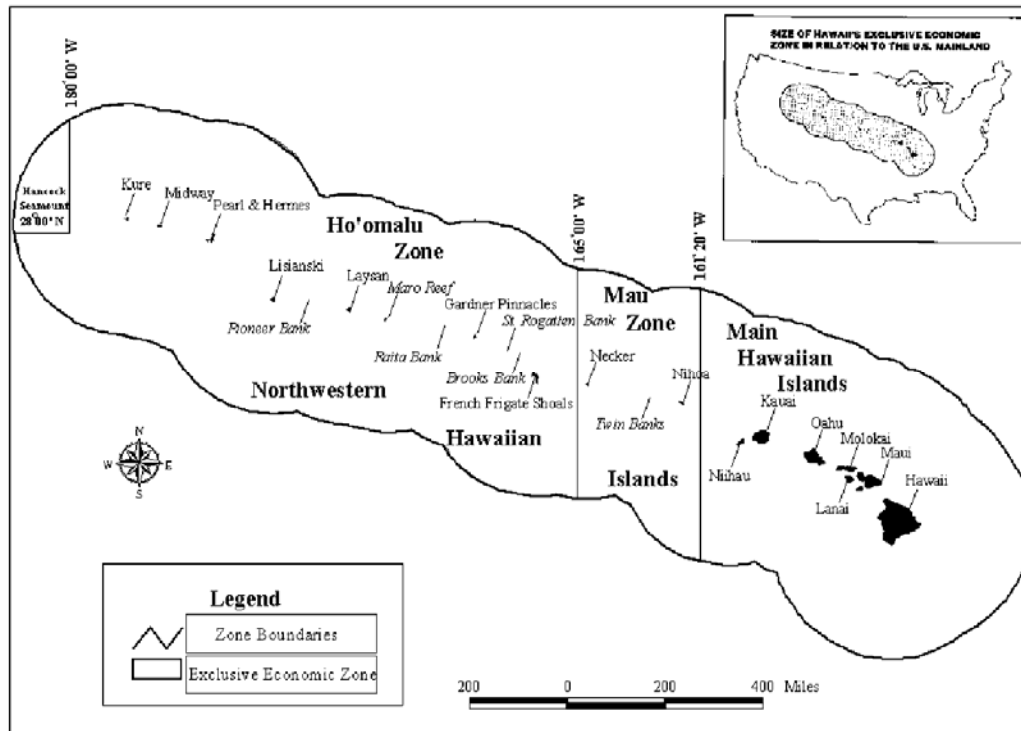 SIZE OF HAWAII'S EXCLUSIVE ECONOMIC
ZONE IN RELATION TO THE U.S. MAINLAND
180°00' W
Hancock
Seamount
28°00' N
Kure
Midway
Pearl & Hermes
Ho'omalu
Zone
165°00' W
161°20' W
Lisianski
Laysan
Maro Reef
Pioneer Bank
Gardner Pinnacles
St Rogatien Bank
Raita Bank
Brooks Bank
French Frigate Shoals
Mau
Zone
Necker
Nihoa
Twin Banks
Main
Hawaiian
Islands
Kauai
Niihau
Oahu
Molokai
Maui
Lanai
Hawaii
Northwestern
Hawaiian
Islands
N
W E
S
Legend
Zone Boundaries
Exclusive Economic Zone
200 0 200 400 Miles